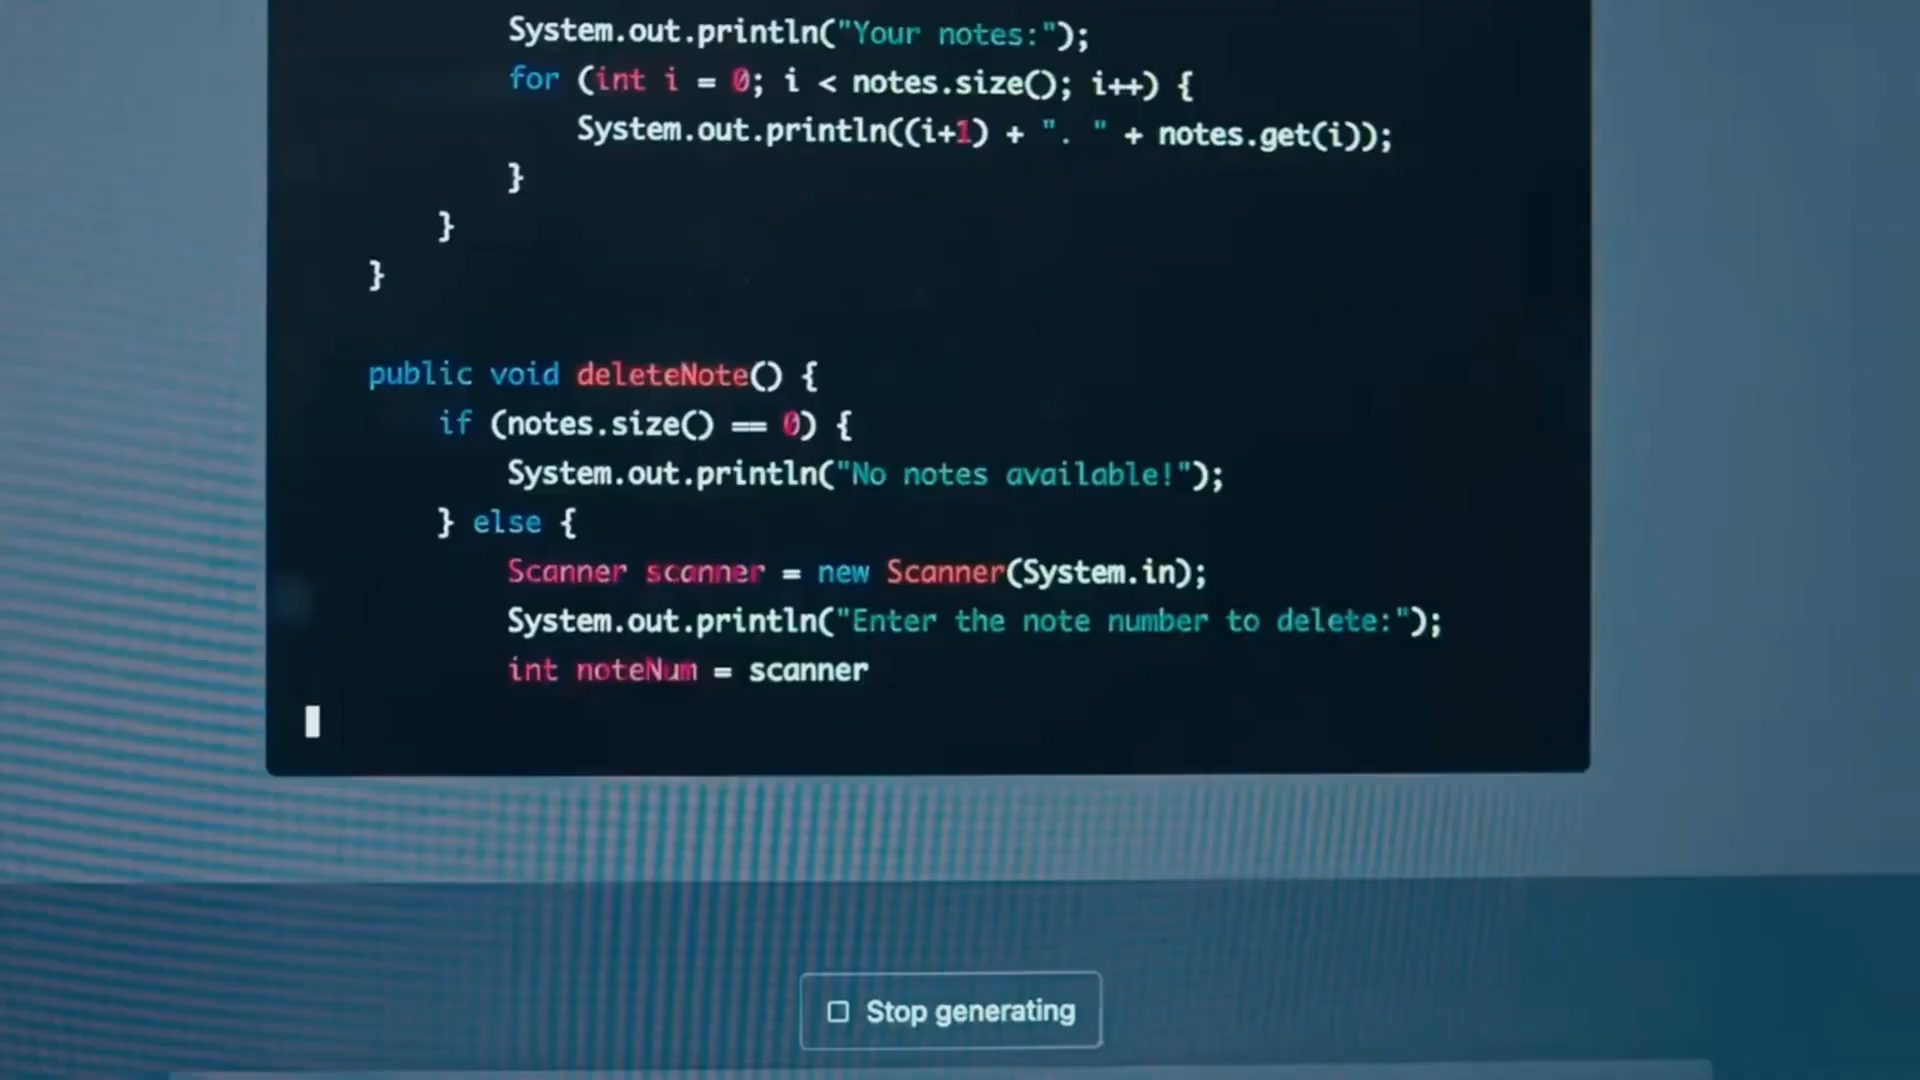 System.out.println("Your notes:");
for (int i = 0; i < notes.size(); i++) {
System.out.println((i+1) + ". " + notes.get(i));
}
}
}
public void deleteNote() {
if (notes.size() == 0) {
System.out.println("No notes available!");
} else {
Scanner scanner = new Scanner(System.in);
System.out.println("Enter the note number to delete:");
int noteNum = scanner
Stop generating